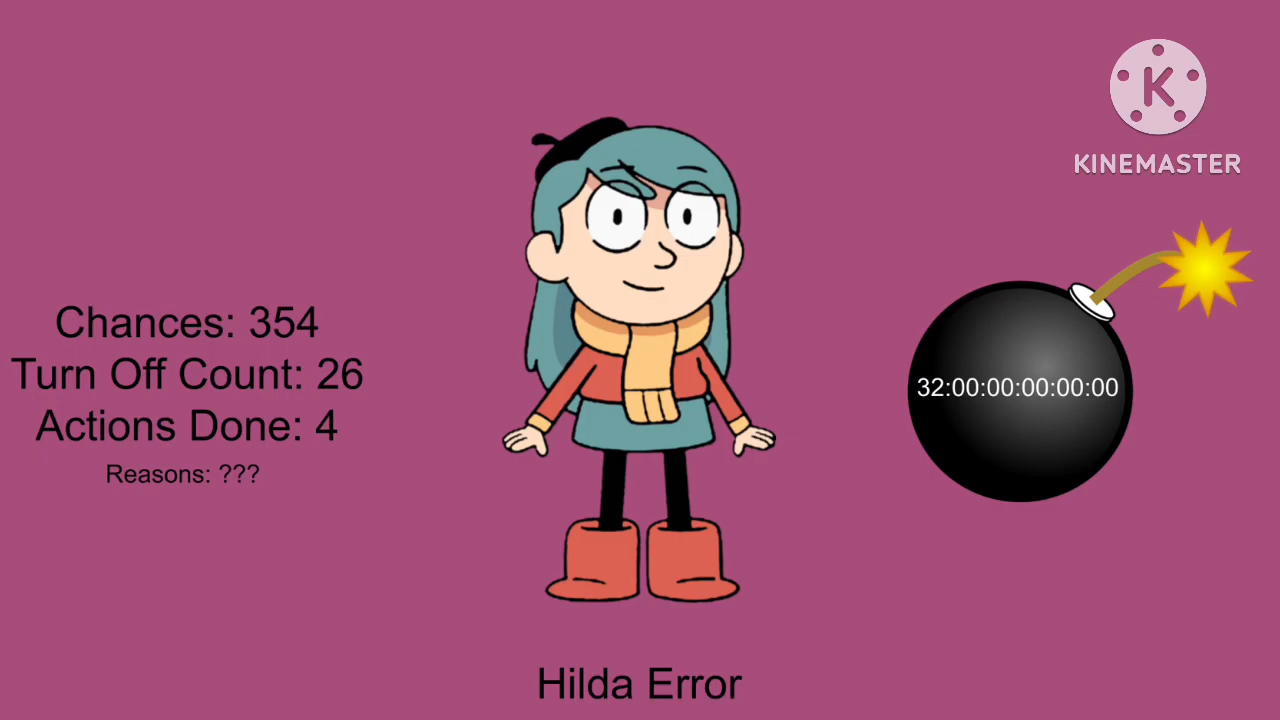 K
KINEMASTER
Chances: 354
Turn Off Count: 26
Actions Done: 4
Reasons: ???
32:00:00:00:00:00
Hilda Error